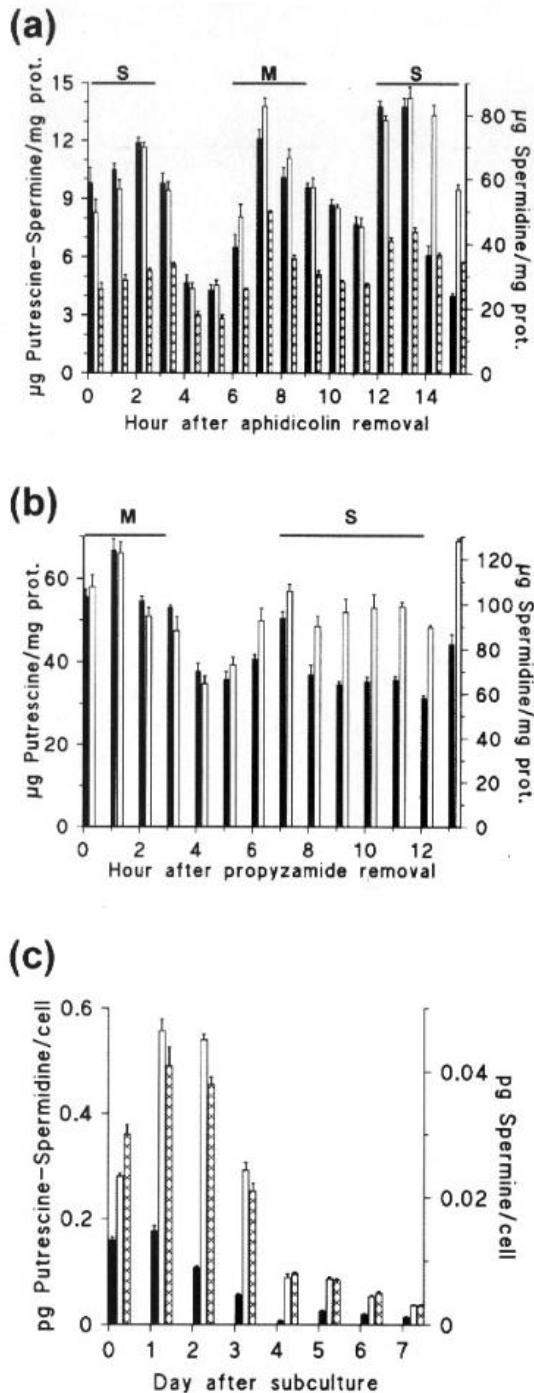 (a)
S M S
15
12
9
6
3
0
80
60
40
20
0
µg Putrescine-Spermine/mg prot.
µg Spermidine/mg prot.
0 2 4 6 8 10 12 14
Hour after aphidicolin removal
(b)
M S
60
40
20
0
120
100
80
60
40
20
0
µg Putrescine/mg prot.
µg Spermidine/mg prot.
0 2 4 6 8 10 12
Hour after propyzamide removal
(c)
0.6
0.4
0.2
0
0.04
0.02
0
pg Putrescine-Spermidine/cell
pg Spermine/cell
0 1 2 3 4 5 6 7
Day after subculture